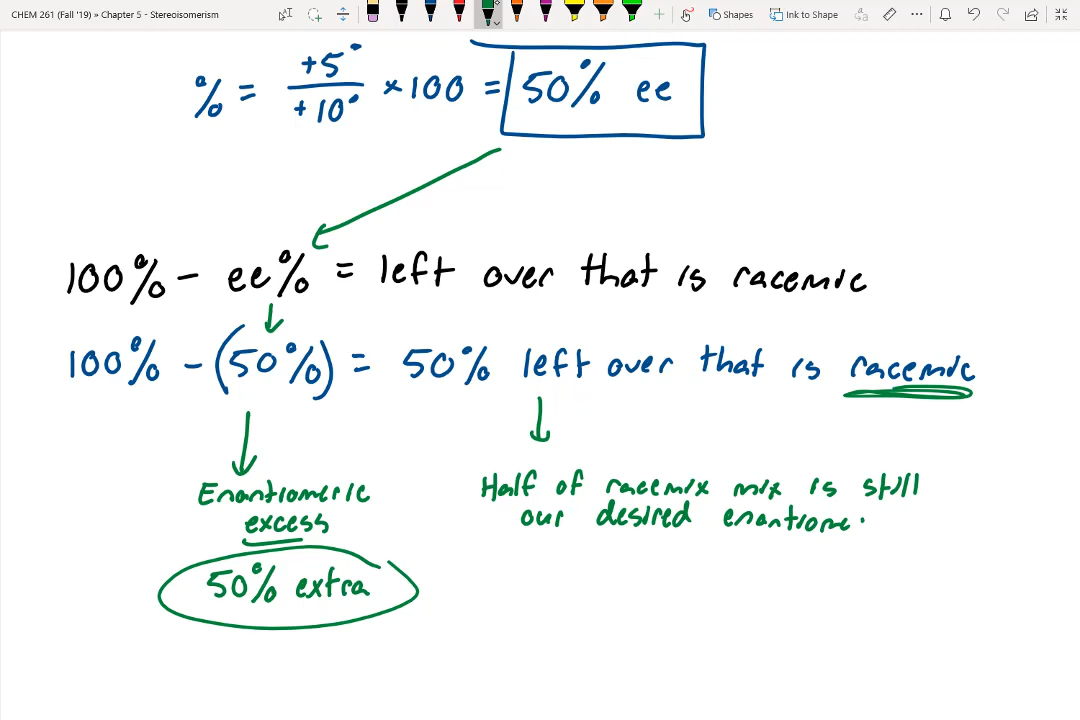 CHEM 261 (Fall '19) » Chapter 5 - Stereoisomerism
Shapes
Ink to Shape
% = +5° / +10° × 100 = 50% ee
100% - ee% = left over that is racemic
100% - (50%) = 50% left over that is racemic
Enantiomeric
excess
50% extra
Half of racemix mix is still
our desired enantiome